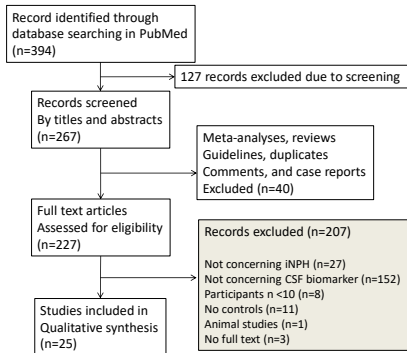 Record identified through
database searching in PubMed
(n=394)
127 records excluded due to screening
Records screened
By titles and abstracts
(n=267)
Meta-analyses, reviews
Guidelines, duplicates
Comments, and case reports
Excluded (n=40)
Full text articles
Assessed for eligibility
(n=227)
Records excluded (n=207)
Not concerning iNPH (n=27)
Not concerning CSF biomarker (n=152)
Participants n <10 (n=8)
No controls (n=11)
Animal studies (n=1)
No full text (n=3)
Studies included in
Qualitative synthesis
(n=25)